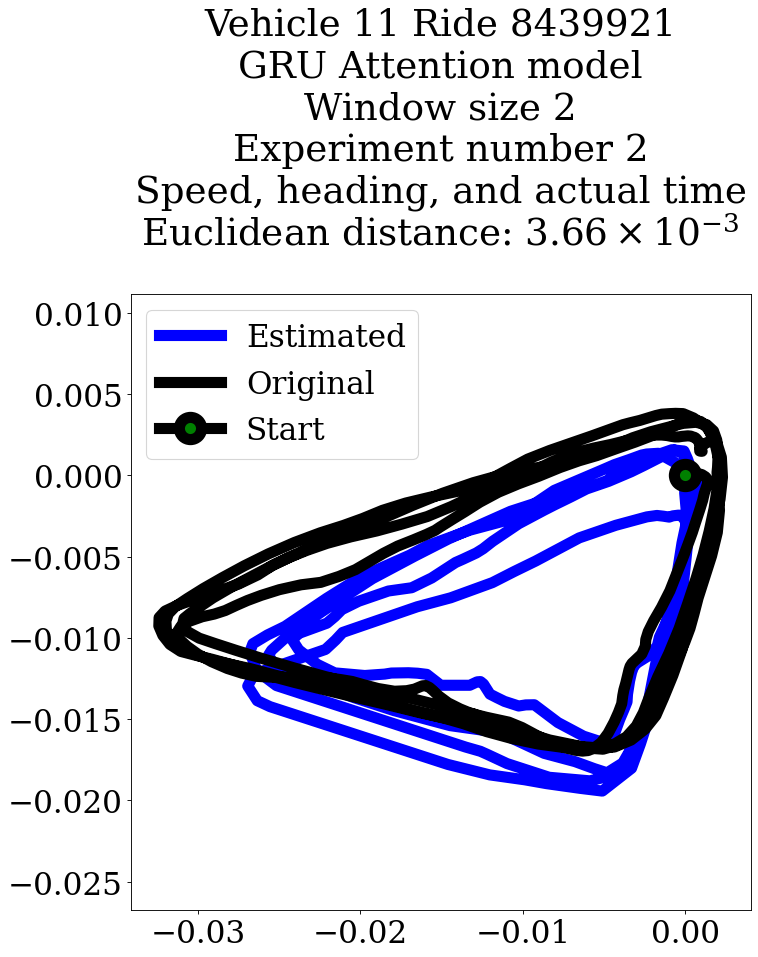 Vehicle 11 Ride 8439921
GRU Attention model
Window size 2
Experiment number 2
Speed, heading, and actual time
Euclidean distance: 3.66 × 10⁻³
0.010
0.005
0.000
−0.005
−0.010
−0.015
−0.020
−0.025
Estimated
Original
Start
−0.03
−0.02
−0.01
0.00